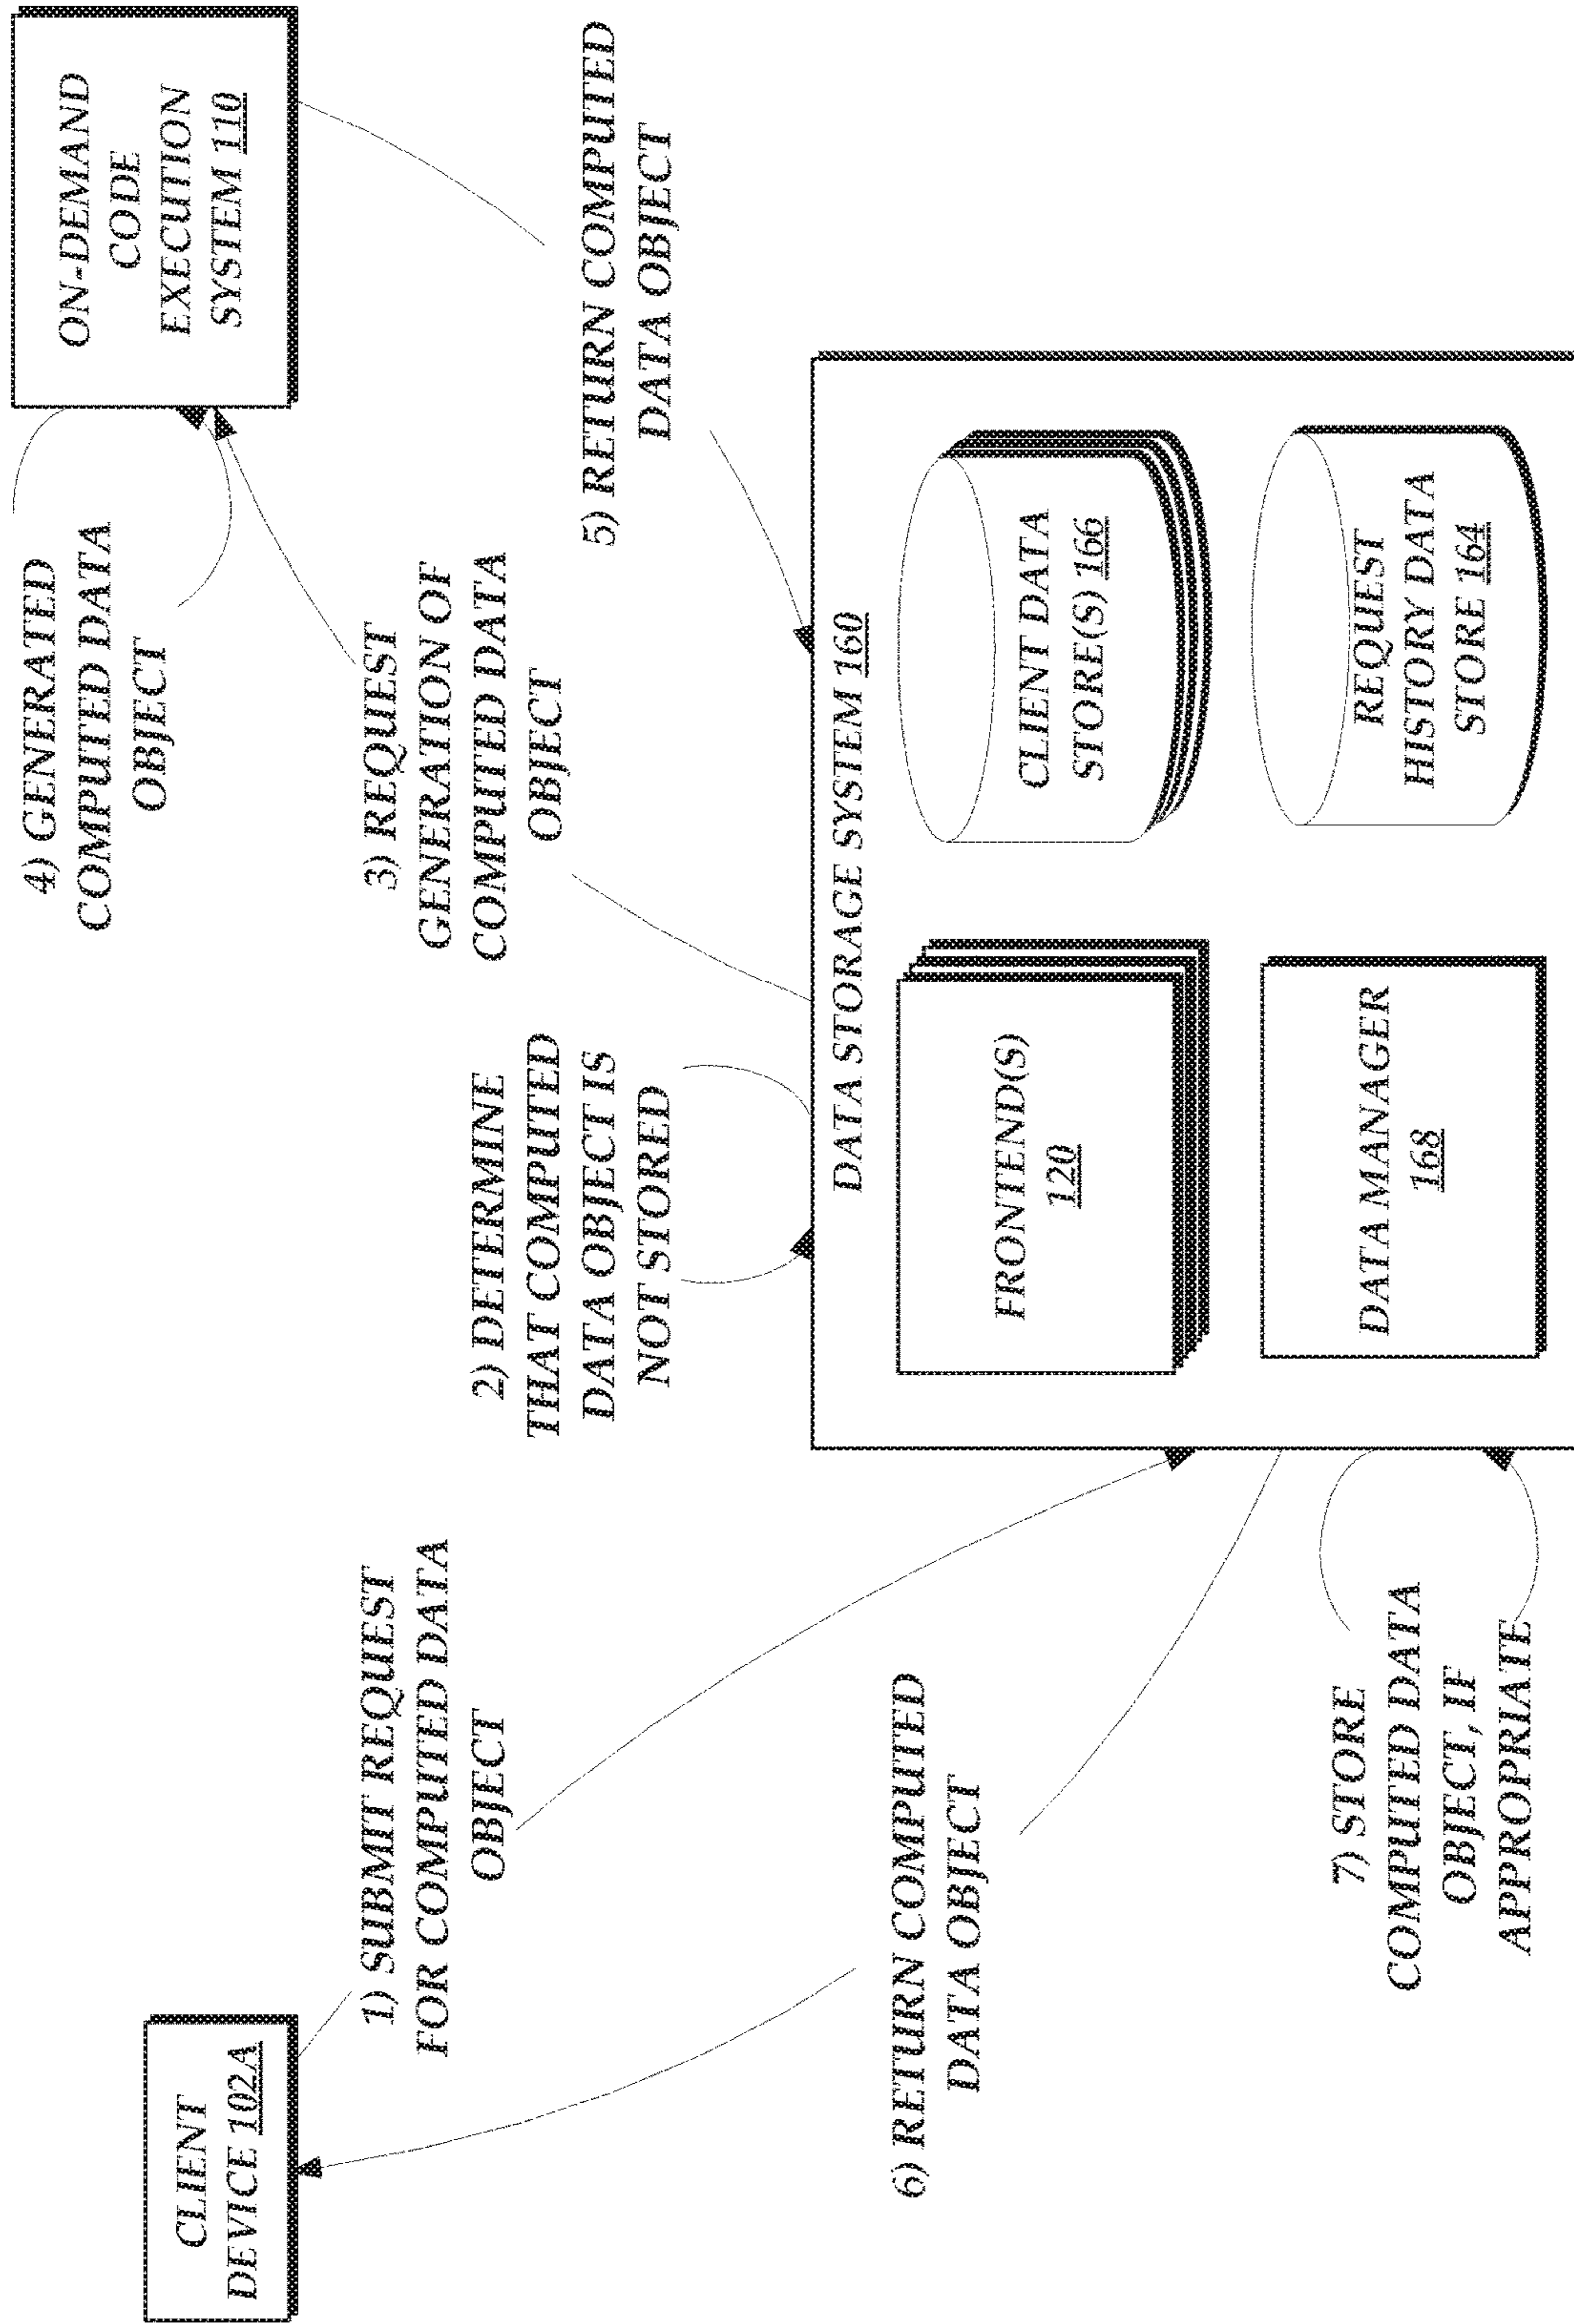 CLIENT
DEVICE 102A
1) SUBMIT REQUEST
FOR COMPUTED DATA
OBJECT
2) DETERMINE
THAT COMPUTED
DATA OBJECT IS
NOT STORED
3) REQUEST
GENERATION OF
COMPUTED DATA
OBJECT
4) GENERATED
COMPUTED DATA
OBJECT
ON-DEMAND
CODE
EXECUTION
SYSTEM 110
5) RETURN COMPUTED
DATA OBJECT
6) RETURN COMPUTED
DATA OBJECT
7) STORE
COMPUTED DATA
OBJECT, IF
APPROPRIATE
DATA STORAGE SYSTEM 160
FRONTEND(S)
120
CLIENT DATA
STORE(S) 166
DATA MANAGER
168
REQUEST
HISTORY DATA
STORE 164